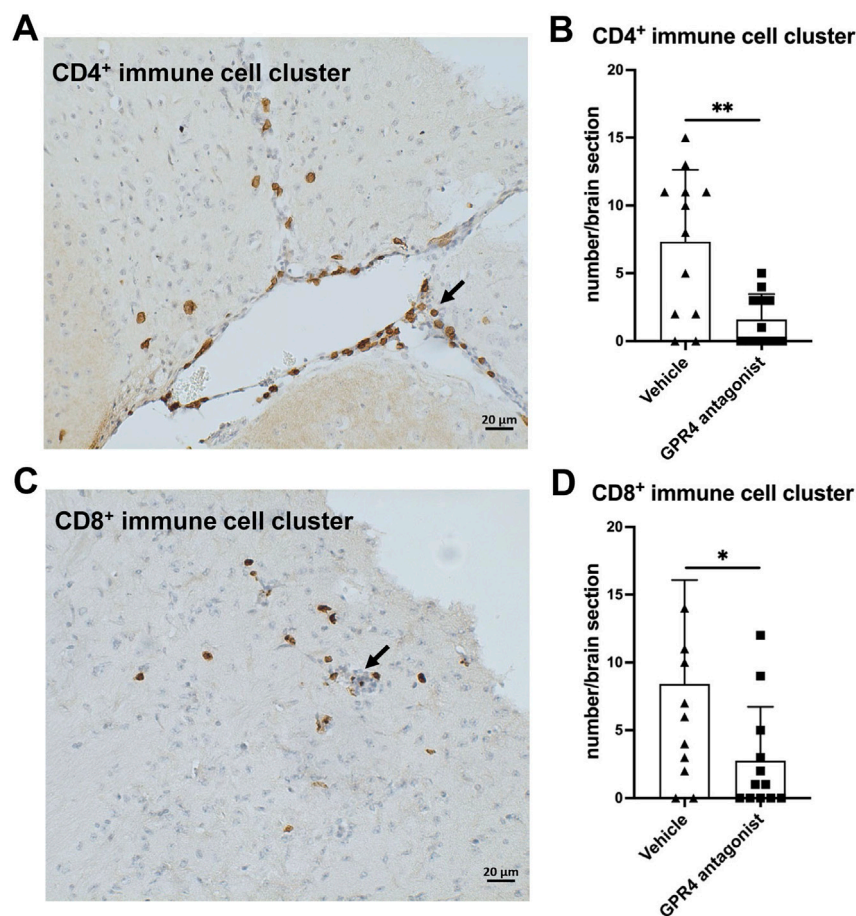 A
CD4⁺ immune cell cluster
20 µm
B
CD4⁺ immune cell cluster
number/brain section
20
15
10
5
0
**
Vehicle
GPR4 antagonist
C
CD8⁺ immune cell cluster
20 µm
D
CD8⁺ immune cell cluster
number/brain section
20
15
10
5
0
*
Vehicle
GPR4 antagonist